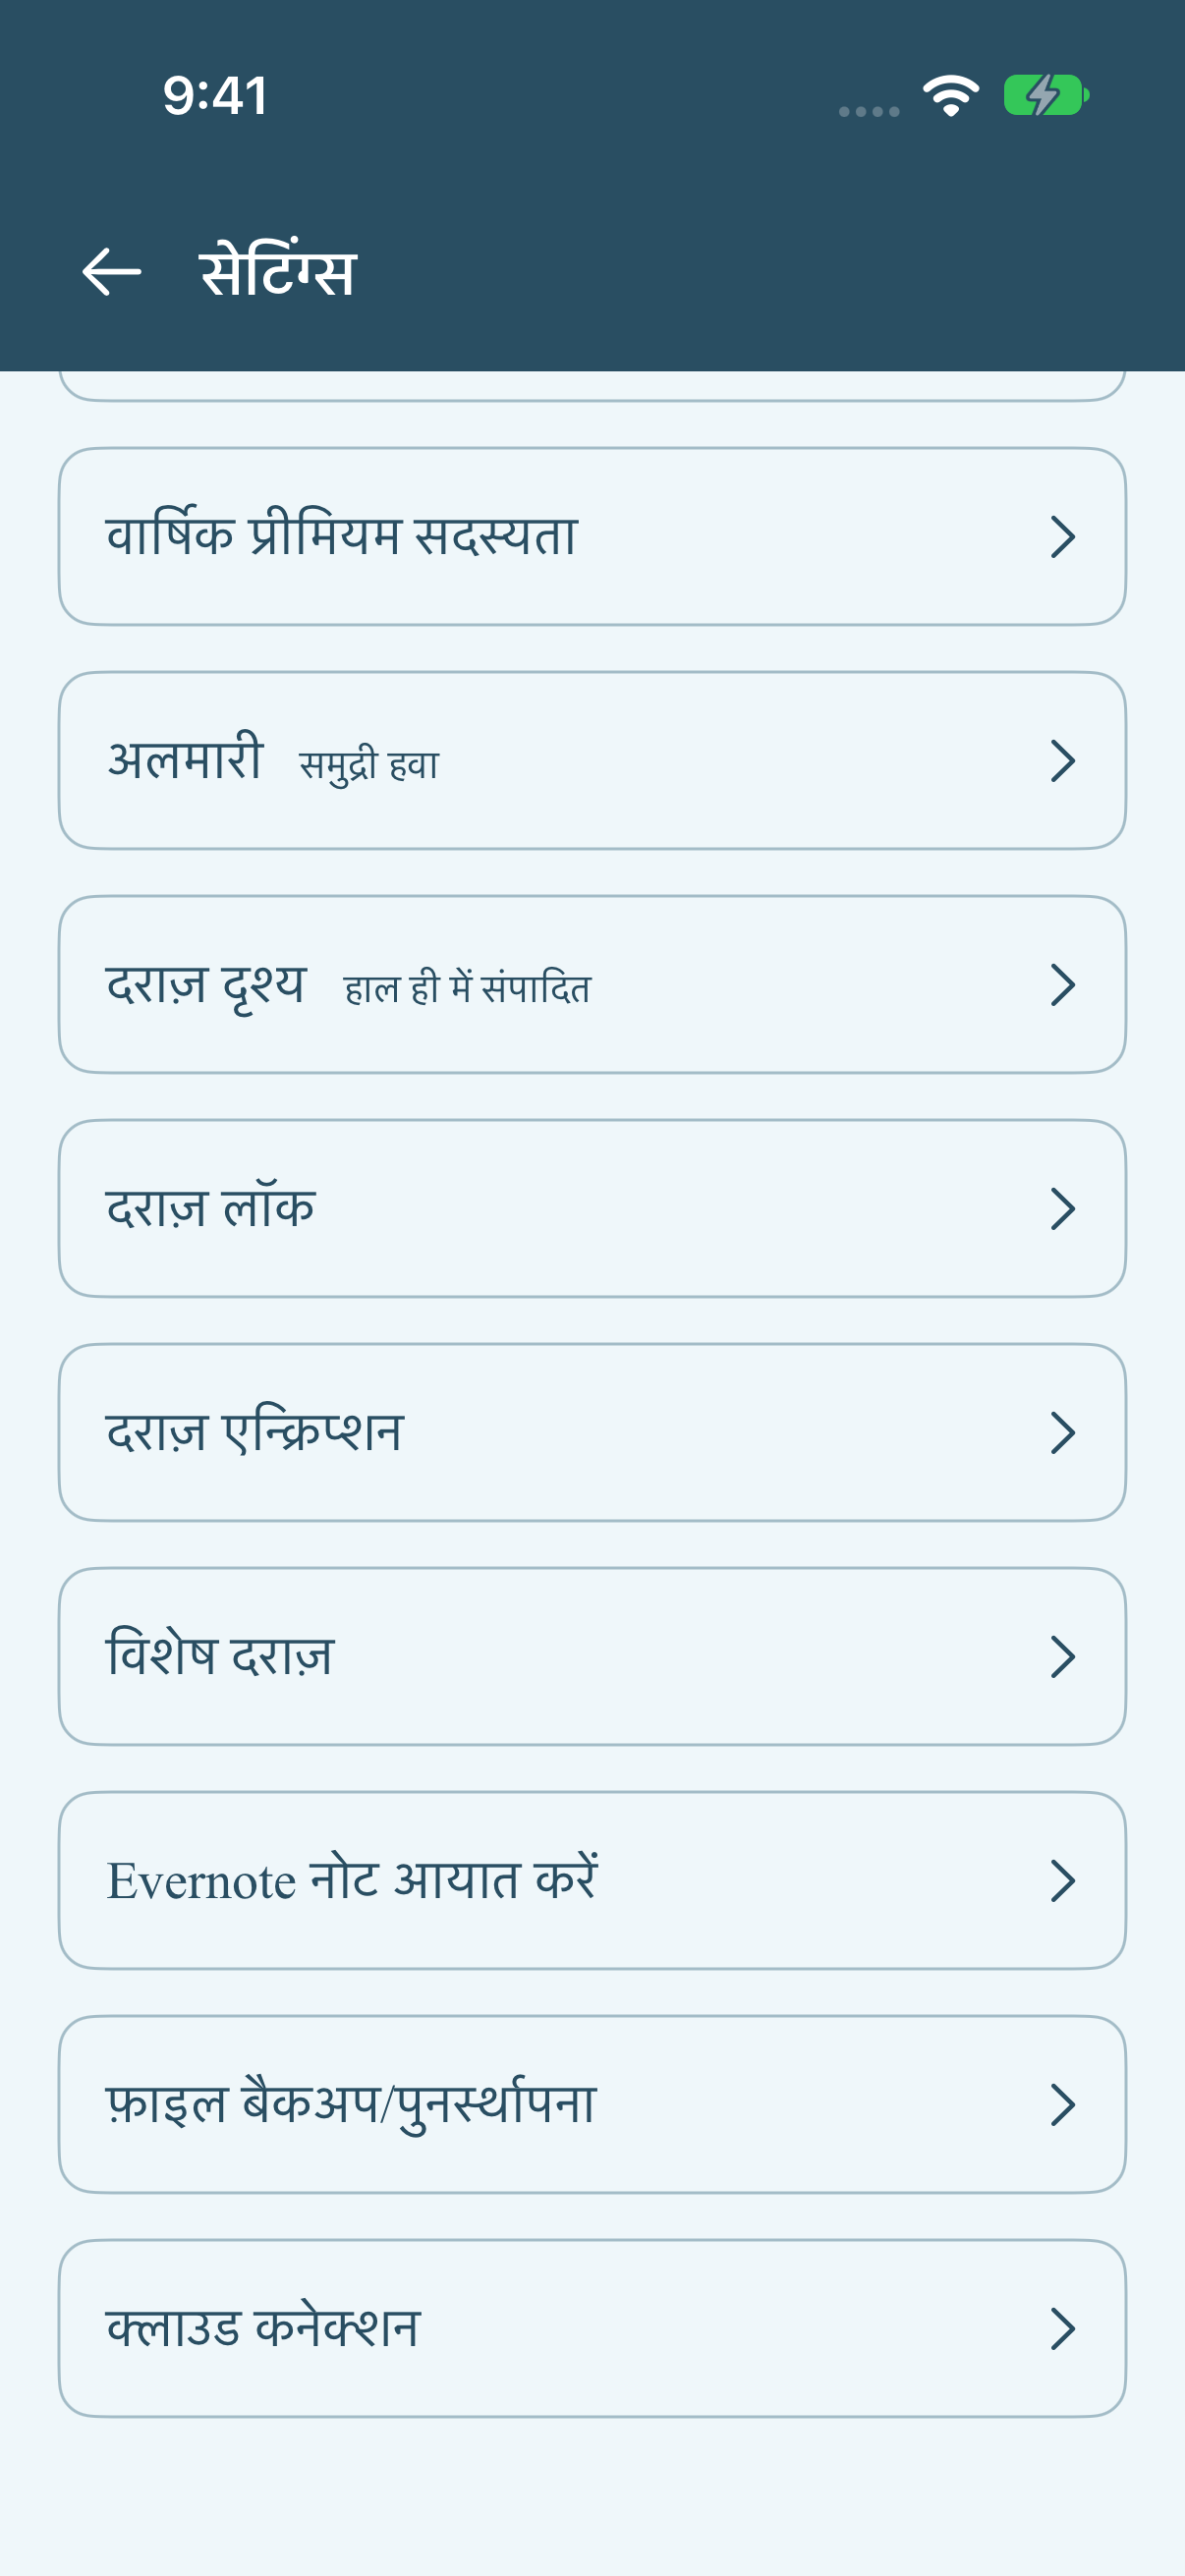 9:41
सेटिंग्स
वार्षिक प्रीमियम सदस्यता
अलमारी समुद्री हवा
दराज़ दृश्य हाल ही में संपादित
दराज़ लॉक
दराज़ एन्क्रिप्शन
विशेष दराज़
Evernote नोट आयात करें
फ़ाइल बैकअप/पुनर्स्थापना
क्लाउड कनेक्शन